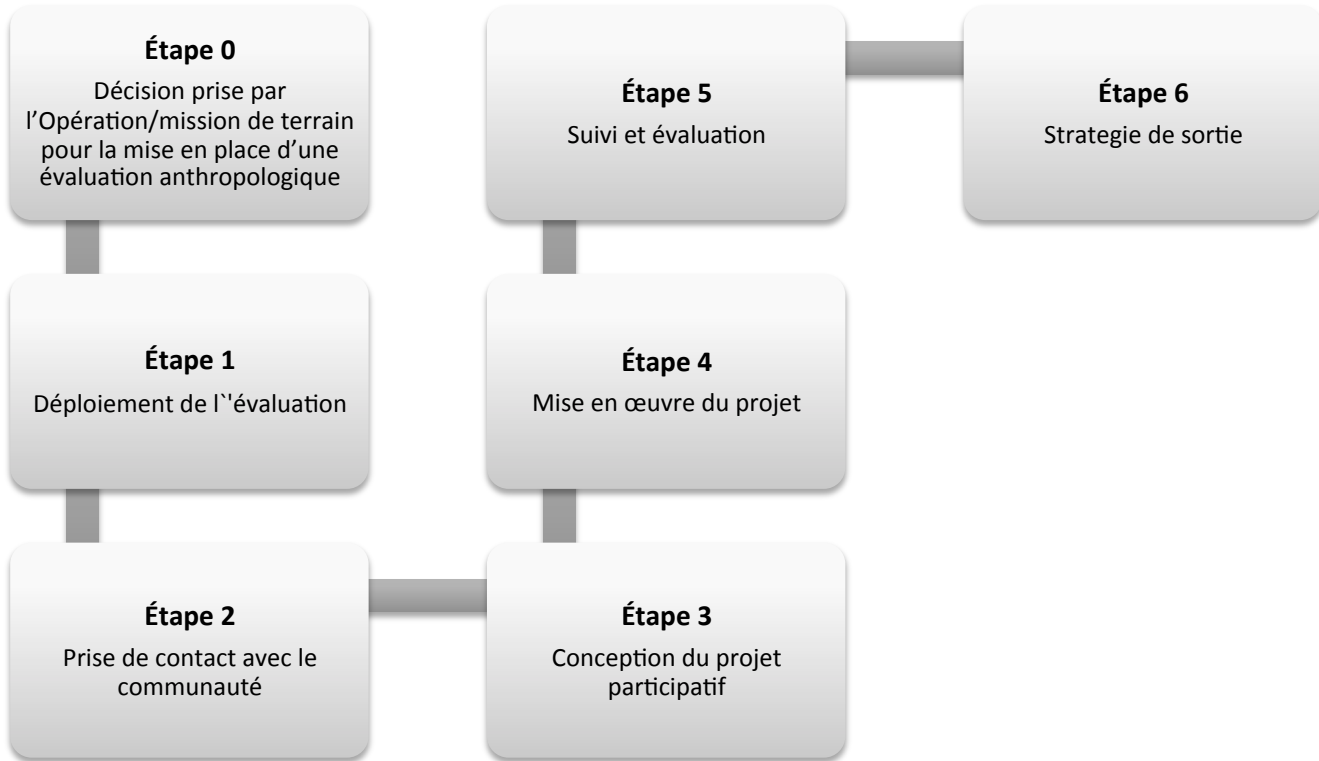 Étape 0
Décision prise par
l’Opération/mission de terrain
pour la mise en place d’une
évaluation anthropologique
Étape 1
Déploiement de l`'évaluation
Étape 2
Prise de contact avec le
communauté
Étape 3
Conception du projet
participatif
Étape 4
Mise en œuvre du projet
Étape 5
Suivi et évaluation
Étape 6
Strategie de sortie